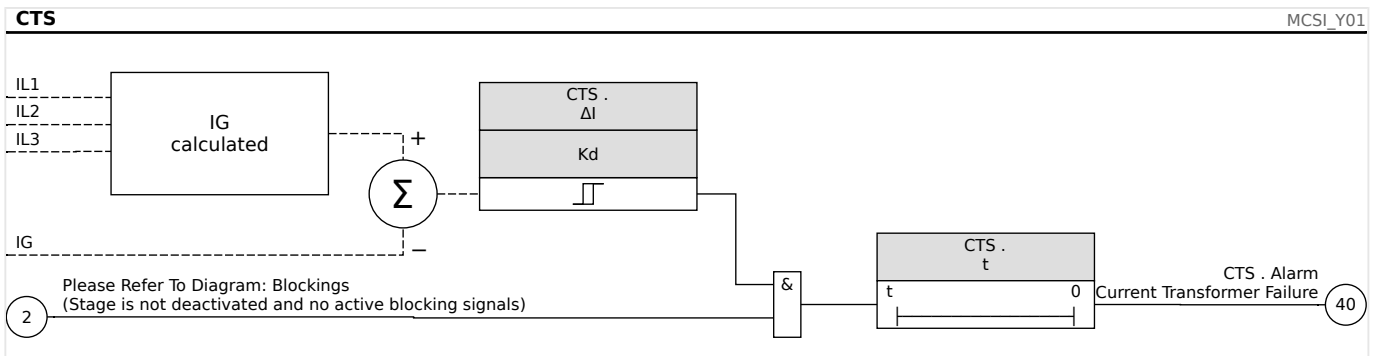 CTS
MCSI_Y01
IL1
IL2
IL3
IG
calculated
+
Σ
−
IG
CTS .
ΔI
Kd
Please Refer To Diagram: Blockings
(Stage is not deactivated and no active blocking signals)
2
&
CTS .
t
t 0
CTS . Alarm
Current Transformer Failure
40